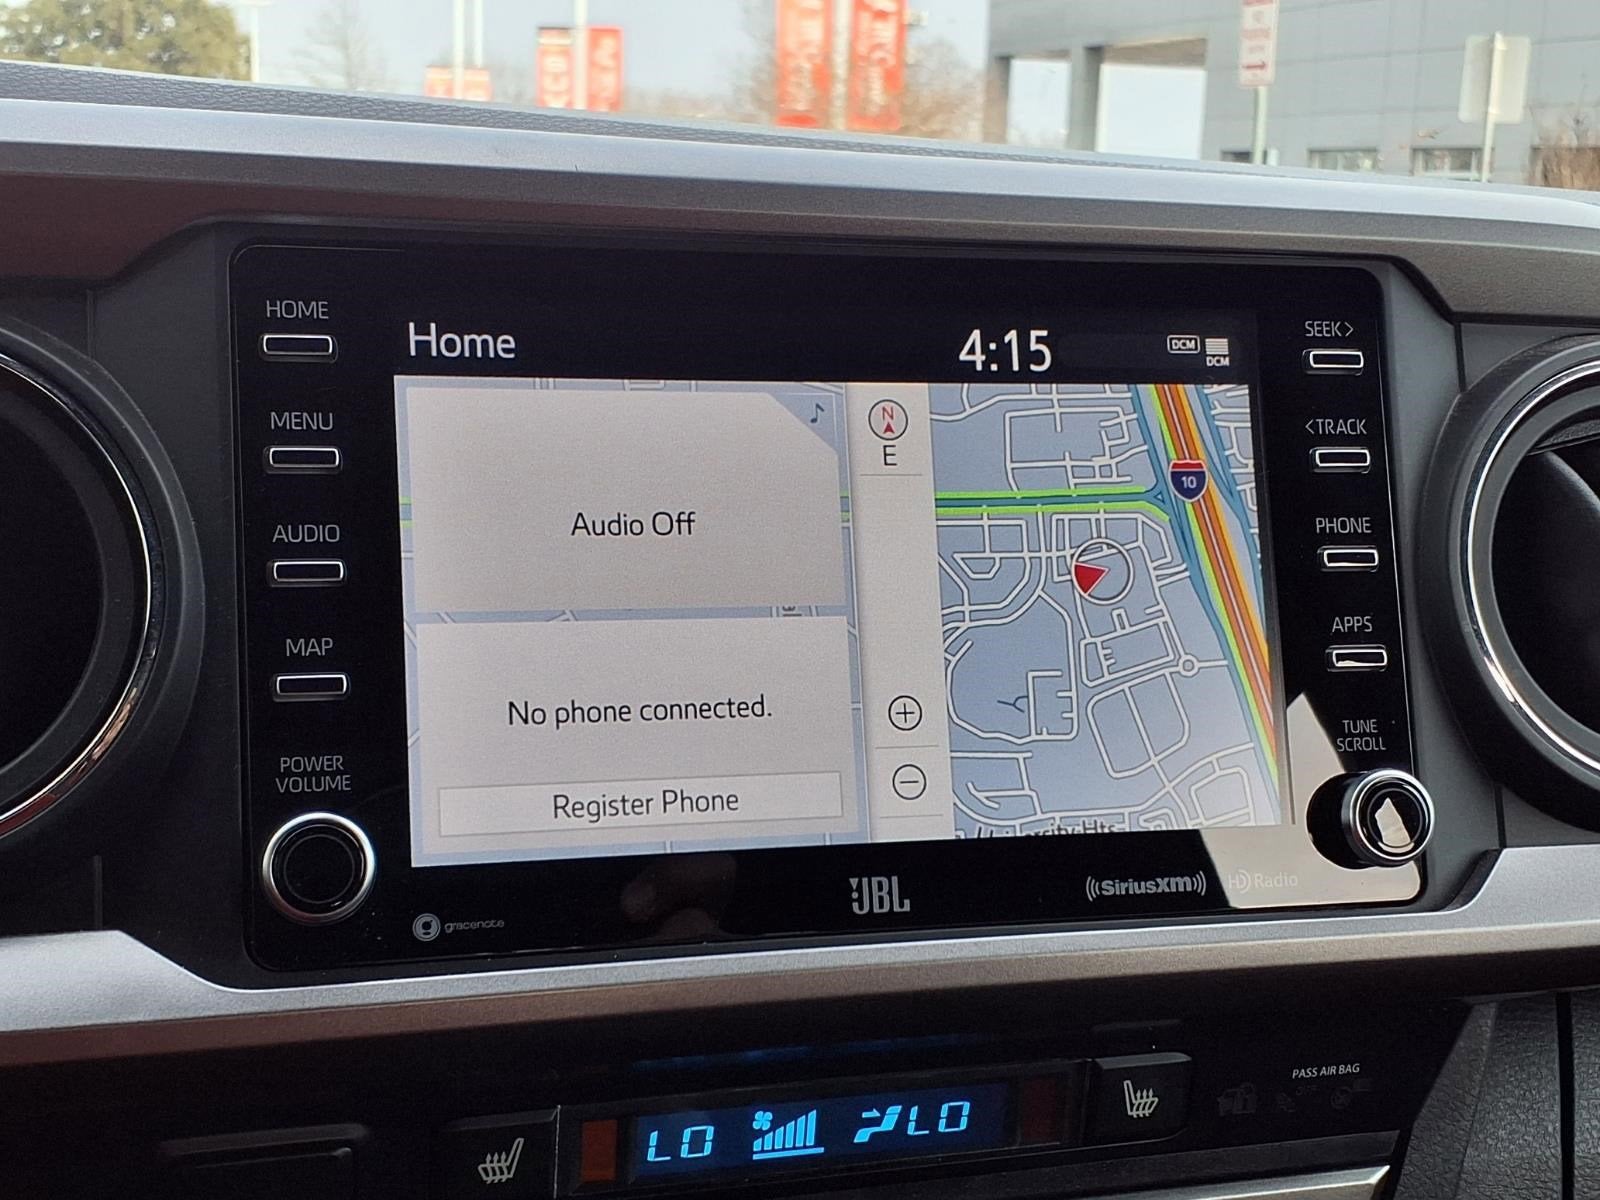 HOME
MENU
AUDIO
MAP
POWER
VOLUME
Home
4:15
DCM
DCM
Audio Off
No phone connected.
Register Phone
N
E
10
SEEK>
<TRACK
PHONE
APPS
TUNE
SCROLL
gracenote
JBL
SiriusXM
HD Radio
PASS AIR BAG
LO
LO